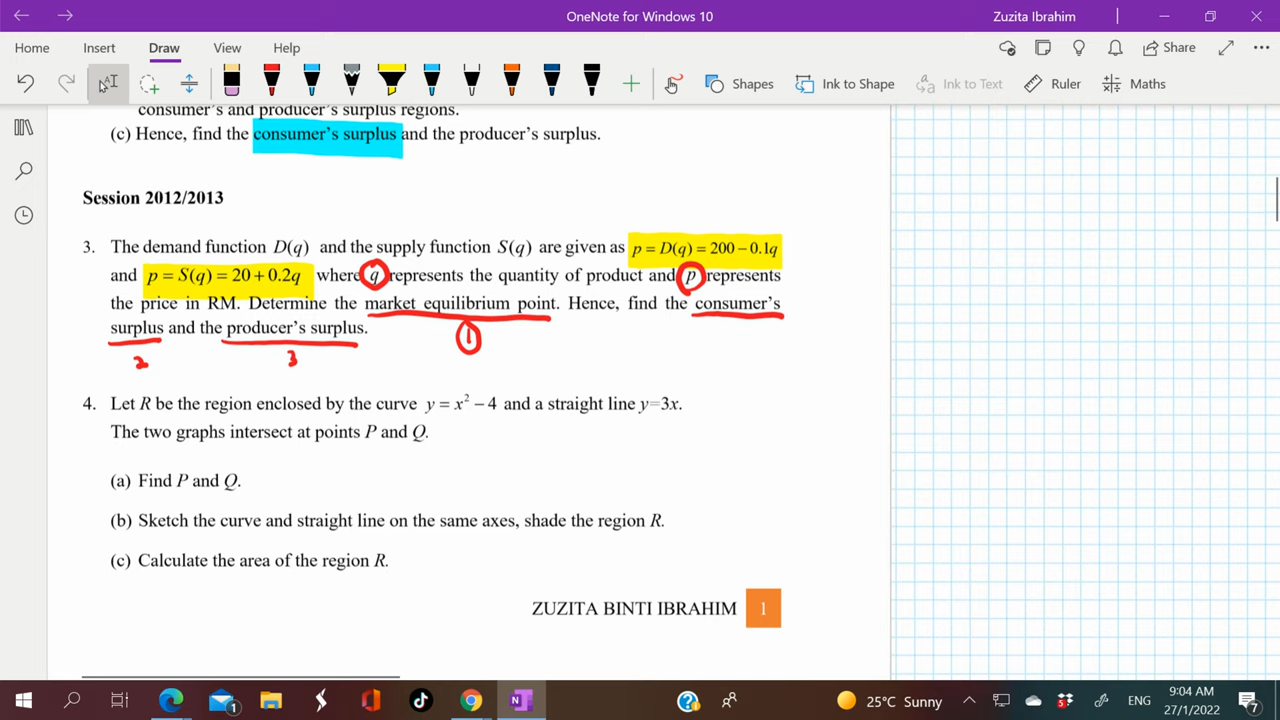 OneNote for Windows 10
Zuzita Ibrahim
Home Insert Draw View Help
Share
Shapes Ink to Shape Ink to Text Ruler Maths
consumer's and producer's surplus regions.
(c) Hence, find the consumer's surplus and the producer's surplus.
Session 2012/2013
3. The demand function D(q) and the supply function S(q) are given as p = D(q) = 200 − 0.1q
and p = S(q) = 20 + 0.2q where q represents the quantity of product and p represents
the price in RM. Determine the market equilibrium point. Hence, find the consumer's
surplus and the producer's surplus.
1
2 3
4. Let R be the region enclosed by the curve y = x² − 4 and a straight line y=3x.
The two graphs intersect at points P and Q.
(a) Find P and Q.
(b) Sketch the curve and straight line on the same axes, shade the region R.
(c) Calculate the area of the region R.
ZUZITA BINTI IBRAHIM 1
25°C Sunny
ENG
9:04 AM
27/1/2022
7